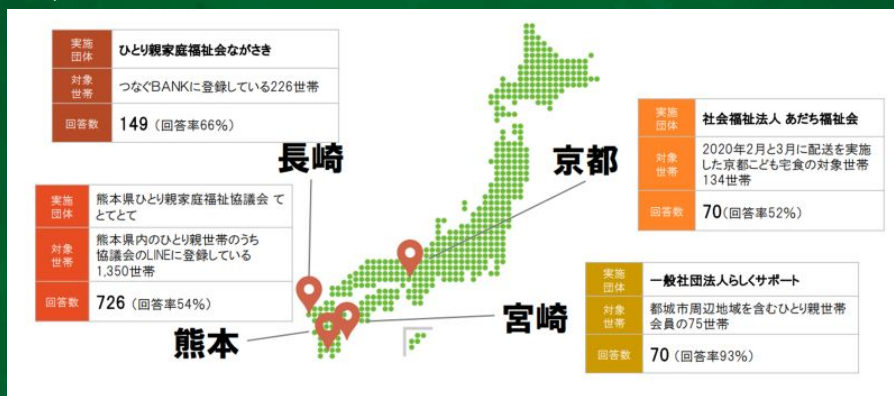 実施
団体
ひとり親家庭福祉会ながさき
対象
世帯
つなぐBANKに登録している226世帯
回答数
149（回答率66%）
長崎
実施
団体
熊本県ひとり親家庭福祉協議会 て
とてとて
対象
世帯
熊本県内のひとり親世帯のうち
協議会のLINEに登録している
1,350世帯
回答数
726（回答率54%）
熊本
京都
実施
団体
社会福祉法人 あだち福祉会
対象
世帯
2020年2月と3月に配送を実施
した京都こども宅食の対象世帯
134世帯
回答数
70（回答率52%）
宮崎
実施
団体
一般社団法人らしくサポート
対象
世帯
都城市周辺地域を含むひとり親世帯
会員の75世帯
回答数
70（回答率93%）